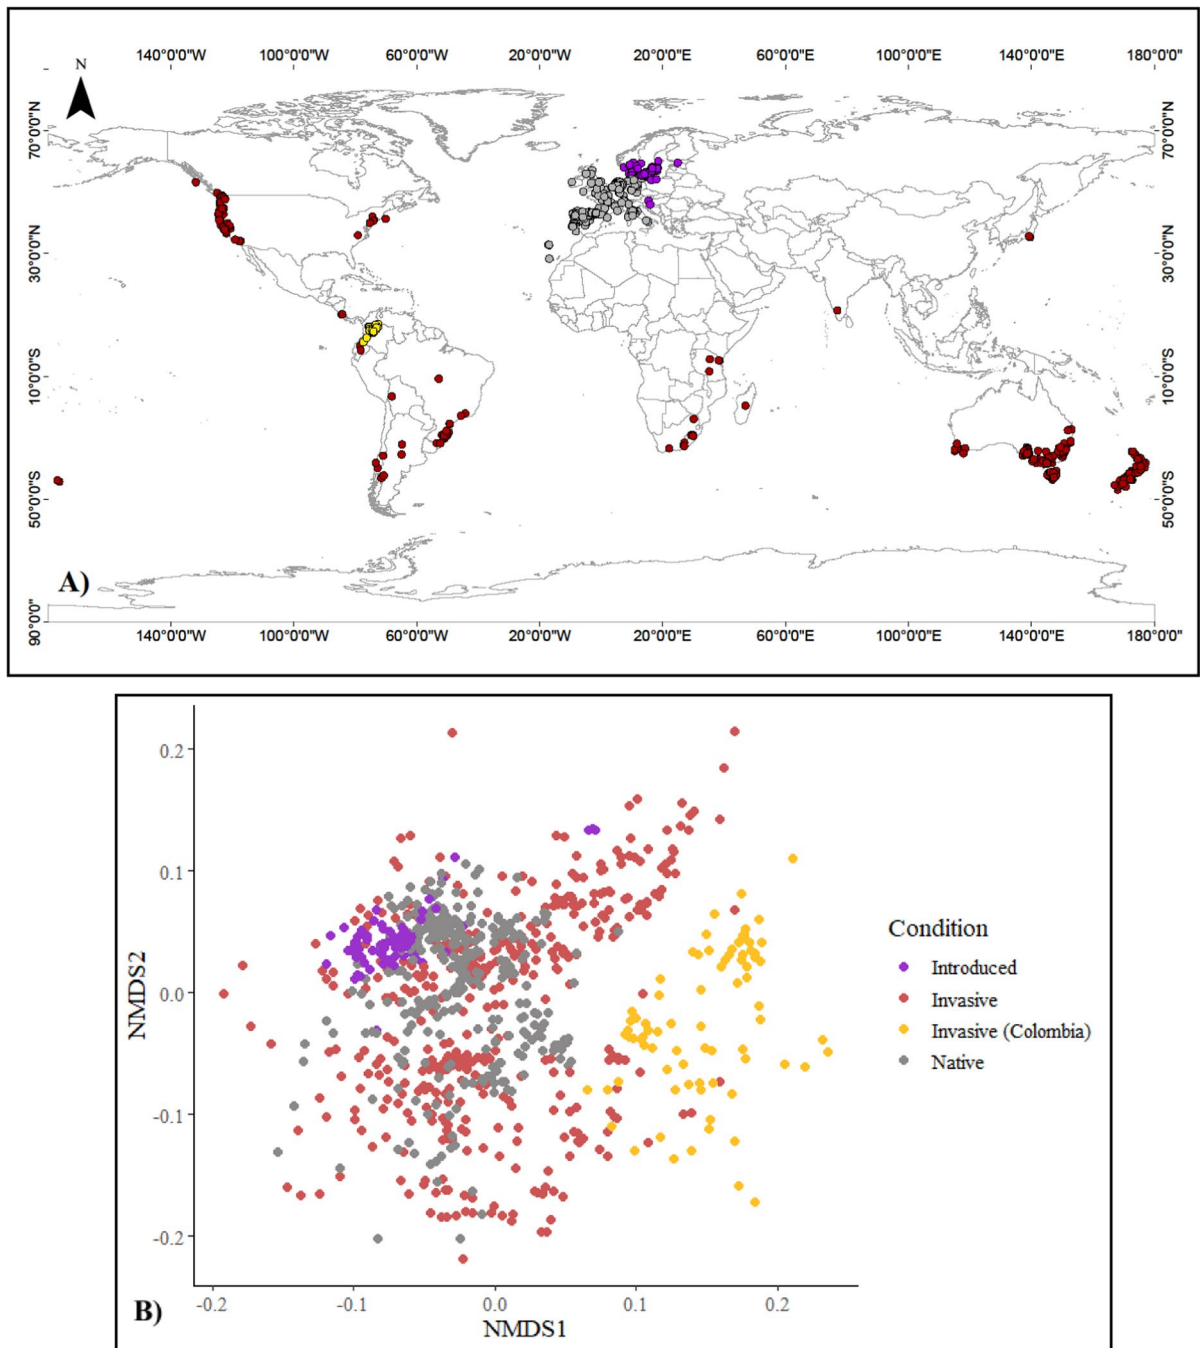 N
140°0'0"W 100°0'0"W 60°0'0"W 20°0'0"W 20°0'0"E 60°0'0"E 100°0'0"E 140°0'0"E 180°0'0"
70°0'0"N 70°0'0"N
30°0'0"N 30°0'0"N
10°0'0"S 10°0'0"S
50°0'0"S 50°0'0"S
90°0'0"
A)
140°0'0"W 100°0'0"W 60°0'0"W 20°0'0"W 20°0'0"E 60°0'0"E 100°0'0"E 140°0'0"E 180°0'0"
0.2
0.1
0.0
-0.1
-0.2
NMDS2
Condition
Introduced
Invasive
Invasive (Colombia)
Native
-0.2 -0.1 0.0 0.1 0.2
B)
NMDS1